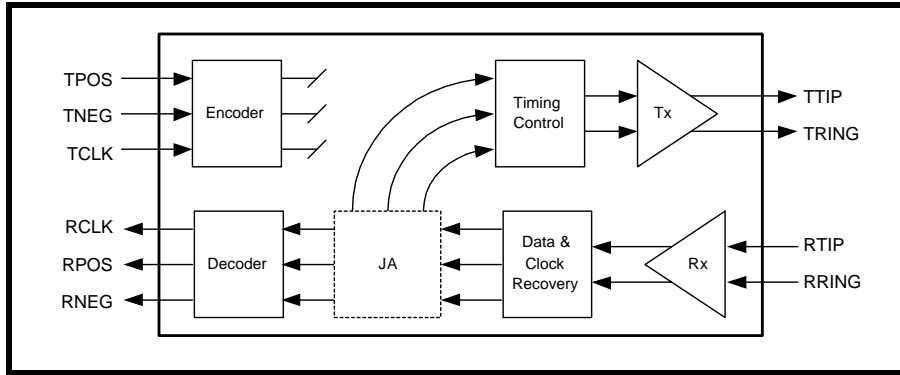 TPOS
TNEG
TCLK
Encoder
Timing
Control
Tx
TTIP
TRING
RCLK
RPOS
RNEG
Decoder
JA
Data &
Clock
Recovery
Rx
RTIP
RRING